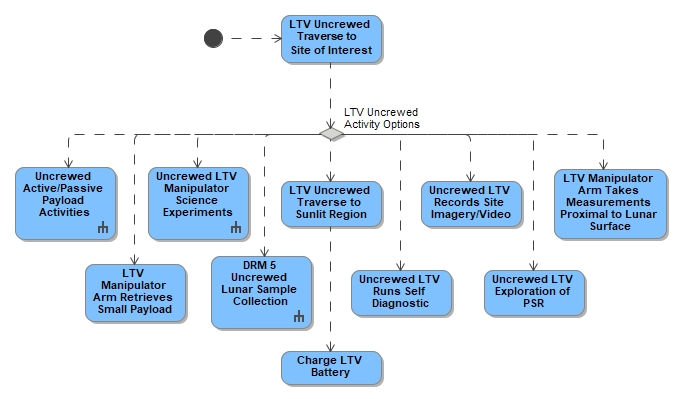 LTV Uncrewed
Traverse to
Site of Interest
LTV Uncrewed
Activity Options
Uncrewed
Active/Passive
Payload
Activities
Uncrewed LTV
Manipulator
Science
Experiments
LTV Uncrewed
Traverse to
Sunlit Region
Uncrewed LTV
Records Site
Imagery/Video
LTV Manipulator
Arm Takes
Measurements
Proximal to Lunar
Surface
LTV
Manipulator
Arm Retrieves
Small Payload
DRM 5
Uncrewed
Lunar Sample
Collection
Uncrewed LTV
Runs Self
Diagnostic
Uncrewed LTV
Exploration of
PSR
Charge LTV
Battery